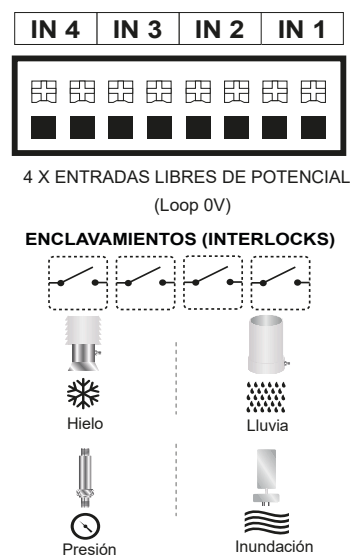 IN 4 IN 3 IN 2 IN 1
4 X ENTRADAS LIBRES DE POTENCIAL
(Loop 0V)
ENCLAVAMIENTOS (INTERLOCKS)
Hielo Lluvia
Presión Inundación